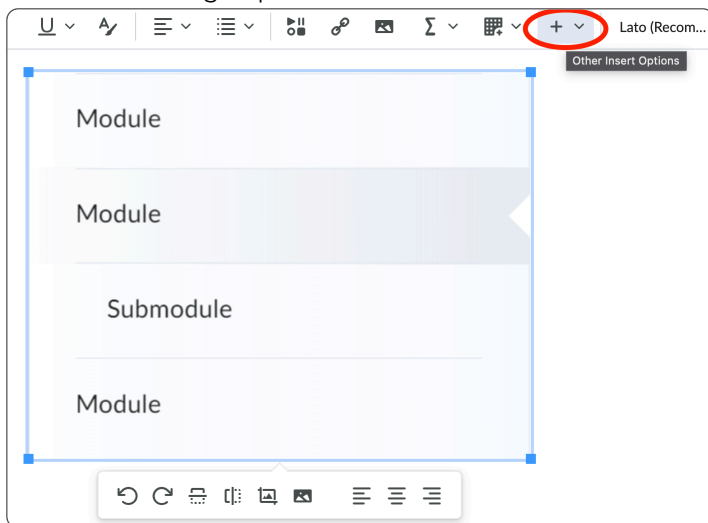 Lato (Recom...
Other Insert Options
Module
Module
Submodule
Module